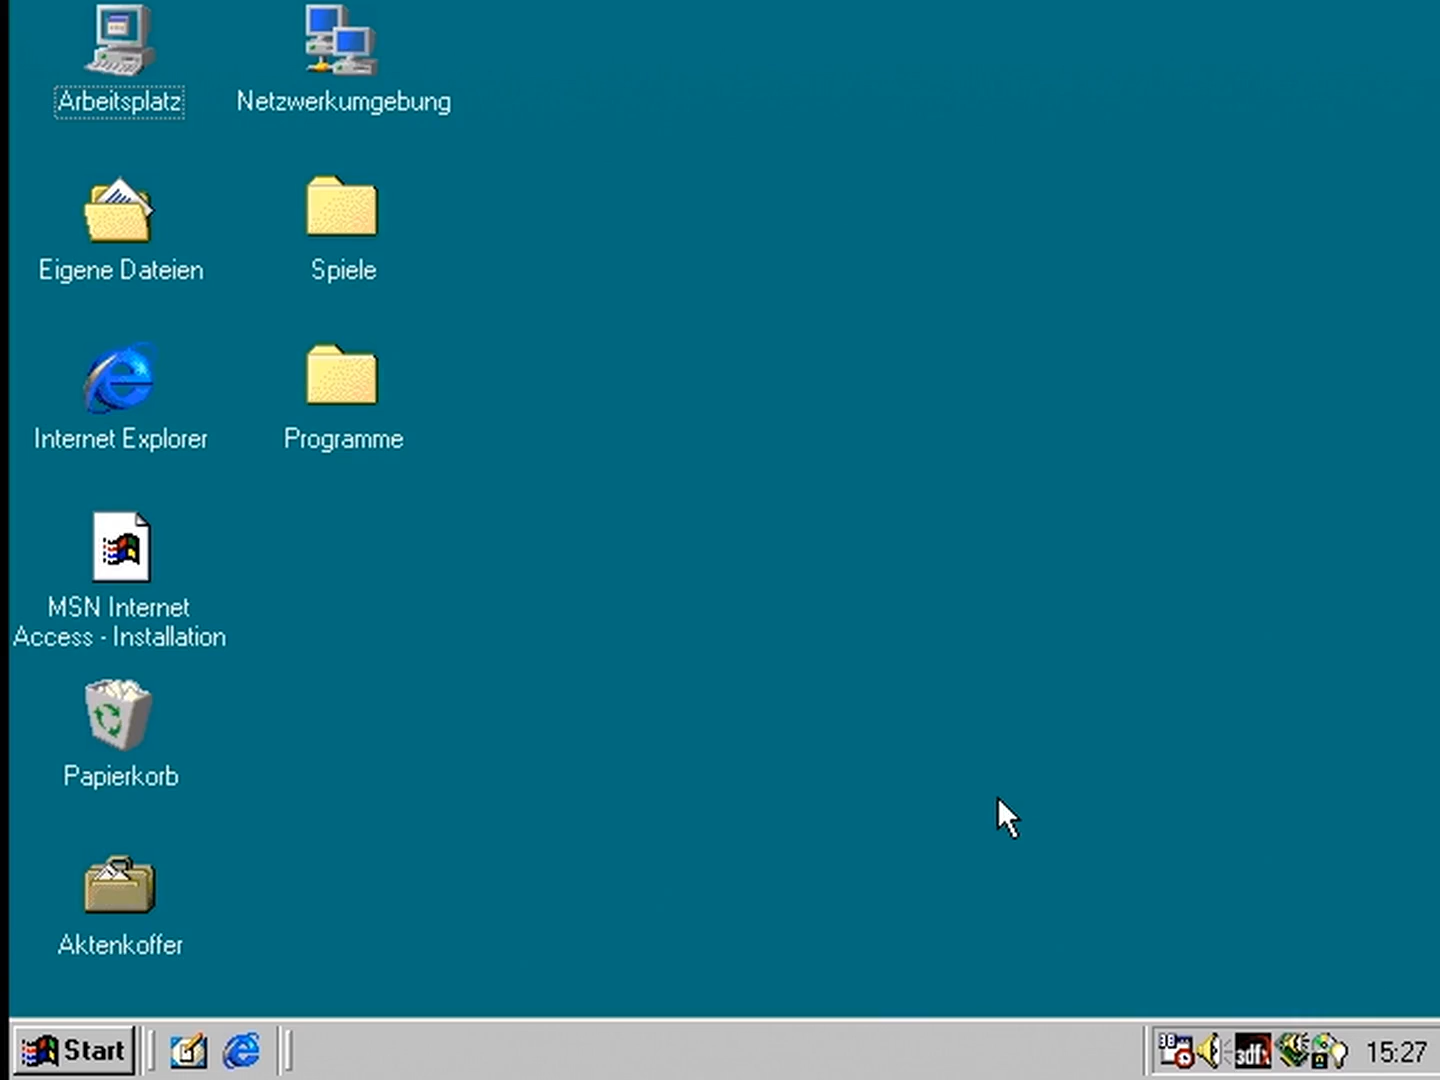 Arbeitsplatz
Netzwerkumgebung
Eigene Dateien
Spiele
Internet Explorer
Programme
MSN Internet
Access - Installation
Papierkorb
Aktenkoffer
Start
15:27